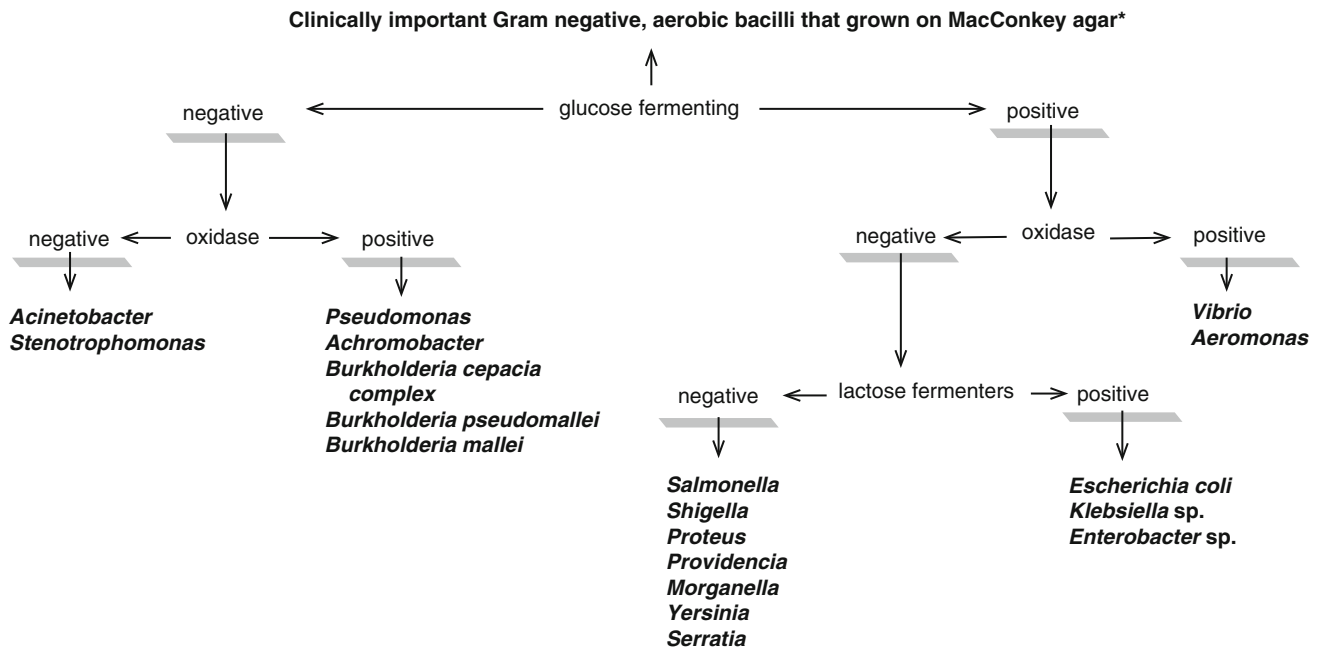 Clinically important Gram negative, aerobic bacilli that grown on MacConkey agar*
negative
glucose fermenting
positive
negative
oxidase
positive
negative
oxidase
positive
Acinetobacter
Stenotrophomonas
Pseudomonas
Achromobacter
Burkholderia cepacia
complex
Burkholderia pseudomallei
Burkholderia mallei
Vibrio
Aeromonas
negative
lactose fermenters
positive
Salmonella
Shigella
Proteus
Providencia
Morganella
Yersinia
Serratia
Escherichia coli
Klebsiella sp.
Enterobacter sp.